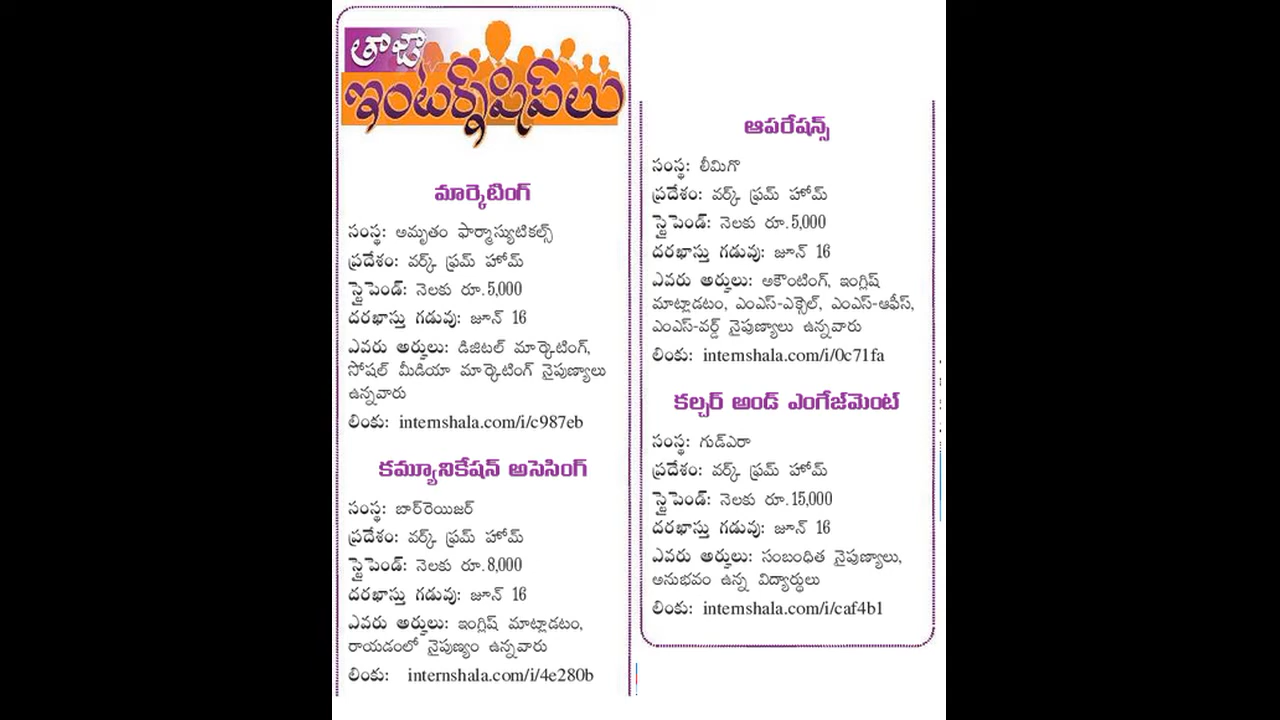 తాజా
ఇంటర్న్‌షిప్‌లు
మార్కెటింగ్
సంస్థ: అమృతం ఫార్మాస్యుటికల్స్
ప్రదేశం: వర్క్ ఫ్రమ్ హోమ్
స్టైపెండ్: నెలకు రూ.5,000
దరఖాస్తు గడువు: జూన్ 16
ఎవరు అర్హులు: డిజిటల్ మార్కెటింగ్,
సోషల్ మీడియా మార్కెటింగ్ నైపుణ్యాలు
ఉన్నవారు
లింకు: internshala.com/i/c987eb
కమ్యూనికేషన్ అసెసింగ్
సంస్థ: బార్‌రెయిజర్
ప్రదేశం: వర్క్ ఫ్రమ్ హోమ్
స్టైపెండ్: నెలకు రూ.8,000
దరఖాస్తు గడువు: జూన్ 16
ఎవరు అర్హులు: ఇంగ్లిష్ మాట్లాడటం,
రాయడంలో నైపుణ్యం ఉన్నవారు
లింకు: internshala.com/i/4e280b
ఆపరేషన్స్
సంస్థ: లీమిగొ
ప్రదేశం: వర్క్ ఫ్రమ్ హోమ్
స్టైపెండ్: నెలకు రూ.5,000
దరఖాస్తు గడువు: జూన్ 16
ఎవరు అర్హులు: అకౌంటింగ్, ఇంగ్లిష్
మాట్లాడటం, ఎంఎస్-ఎక్సెల్, ఎంఎస్-ఆఫీస్,
ఎంఎస్-వర్డ్ నైపుణ్యాలు ఉన్నవారు
లింకు: internshala.com/i/0c71fa
కల్చర్ అండ్ ఎంగేజ్‌మెంట్
సంస్థ: గుడ్ఎరా
ప్రదేశం: వర్క్ ఫ్రమ్ హోమ్
స్టైపెండ్: నెలకు రూ.15,000
దరఖాస్తు గడువు: జూన్ 16
ఎవరు అర్హులు: సంబంధిత నైపుణ్యాలు,
అనుభవం ఉన్న విద్యార్థులు
లింకు: internshala.com/i/caf4b1